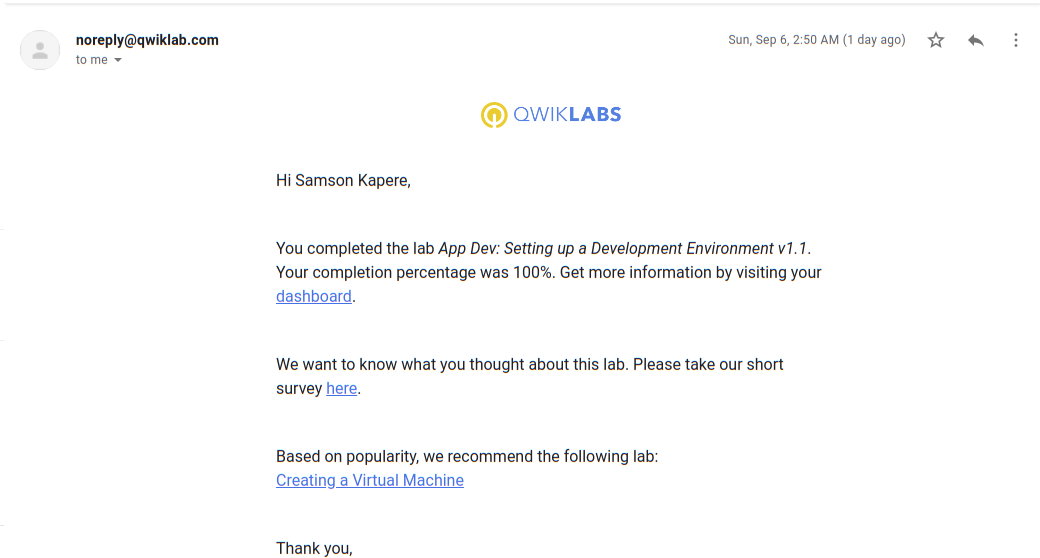 noreply@qwiklab.com
Sun, Sep 6, 2:50 AM (1 day ago)
to me
QWIKLABS
Hi Samson Kapere,
You completed the lab App Dev: Setting up a Development Environment v1.1.
Your completion percentage was 100%. Get more information by visiting your
dashboard.
We want to know what you thought about this lab. Please take our short
survey here.
Based on popularity, we recommend the following lab:
Creating a Virtual Machine
Thank you,